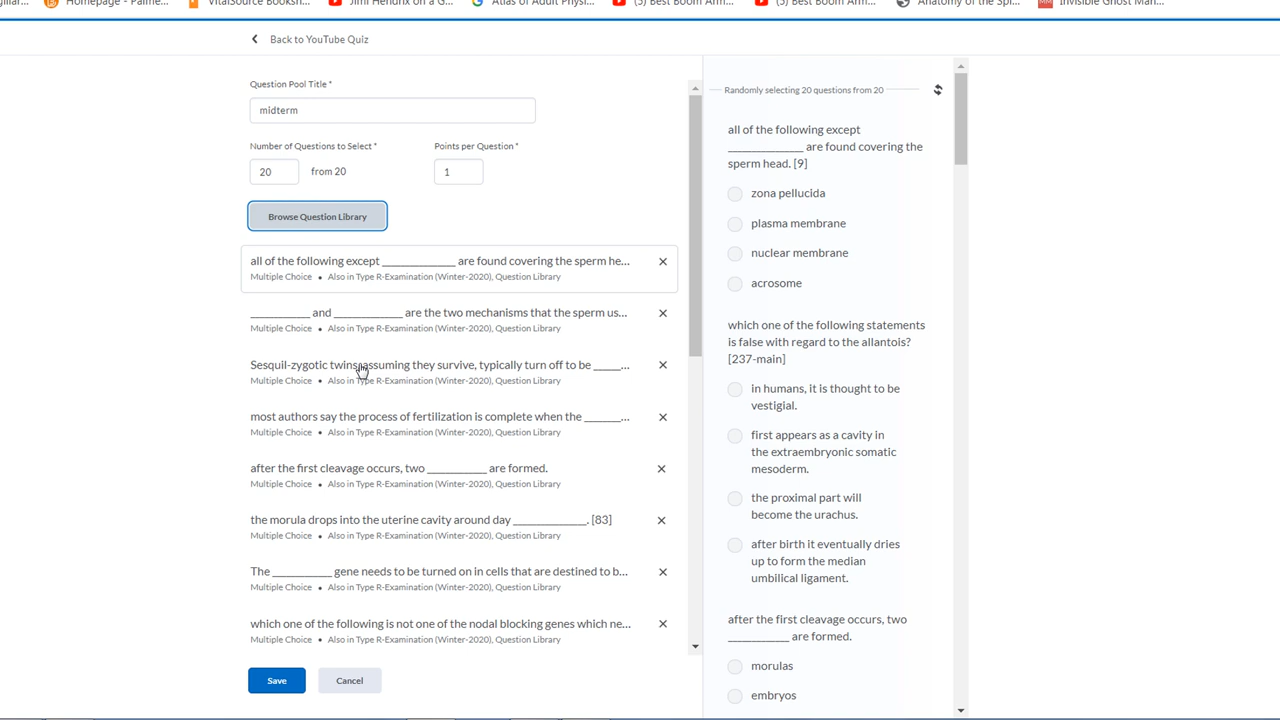 Homepage - Palme...
VitalSource Booksh...
Jimi Hendrix on a G...
Atlas of Adult Physi...
(5) Best Boom Arm...
(5) Best Boom Arm...
Anatomy of the Spi...
Invisible Ghost Man...
Back to YouTube Quiz
Question Pool Title *
midterm
Number of Questions to Select *
Points per Question *
20 from 20
1
Browse Question Library
all of the following except _______________ are found covering the sperm he...
Multiple Choice • Also in Type R-Examination (Winter-2020), Question Library
____________ and ______________ are the two mechanisms that the sperm us...
Multiple Choice • Also in Type R-Examination (Winter-2020), Question Library
Sesquil-zygotic twins assuming they survive, typically turn off to be ______...
Multiple Choice • Also in Type R-Examination (Winter-2020), Question Library
most authors say the process of fertilization is complete when the ________...
Multiple Choice • Also in Type R-Examination (Winter-2020), Question Library
after the first cleavage occurs, two ____________ are formed.
Multiple Choice • Also in Type R-Examination (Winter-2020), Question Library
the morula drops into the uterine cavity around day _______________. [83]
Multiple Choice • Also in Type R-Examination (Winter-2020), Question Library
The ____________ gene needs to be turned on in cells that are destined to b...
Multiple Choice • Also in Type R-Examination (Winter-2020), Question Library
which one of the following is not one of the nodal blocking genes which ne...
Multiple Choice • Also in Type R-Examination (Winter-2020), Question Library
Save
Cancel
Randomly selecting 20 questions from 20
all of the following except
_______________ are found covering the
sperm head. [9]
zona pellucida
plasma membrane
nuclear membrane
acrosome
which one of the following statements
is false with regard to the allantois?
[237-main]
in humans, it is thought to be
vestigial.
first appears as a cavity in
the extraembryonic somatic
mesoderm.
the proximal part will
become the urachus.
after birth it eventually dries
up to form the median
umbilical ligament.
after the first cleavage occurs, two
____________ are formed.
morulas
embryos